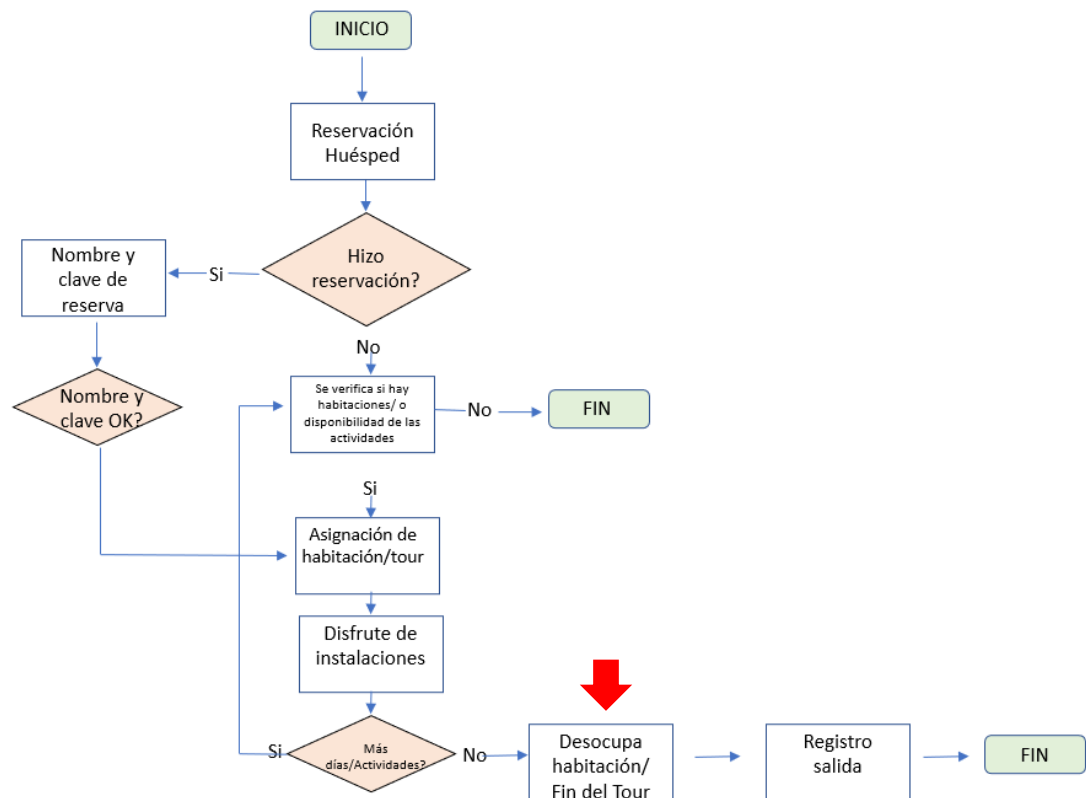 INICIO
Reservación
Huésped
Hizo
reservación?
Si
Nombre y
clave de
reserva
Nombre y
clave OK?
No
Se verifica si hay
habitaciones/ o
disponibilidad de las
actividades
No
FIN
Si
Asignación de
habitación/tour
Disfrute de
instalaciones
Más
días/Actividades?
Si
No
Desocupa
habitación/
Fin del Tour
Registro
salida
FIN